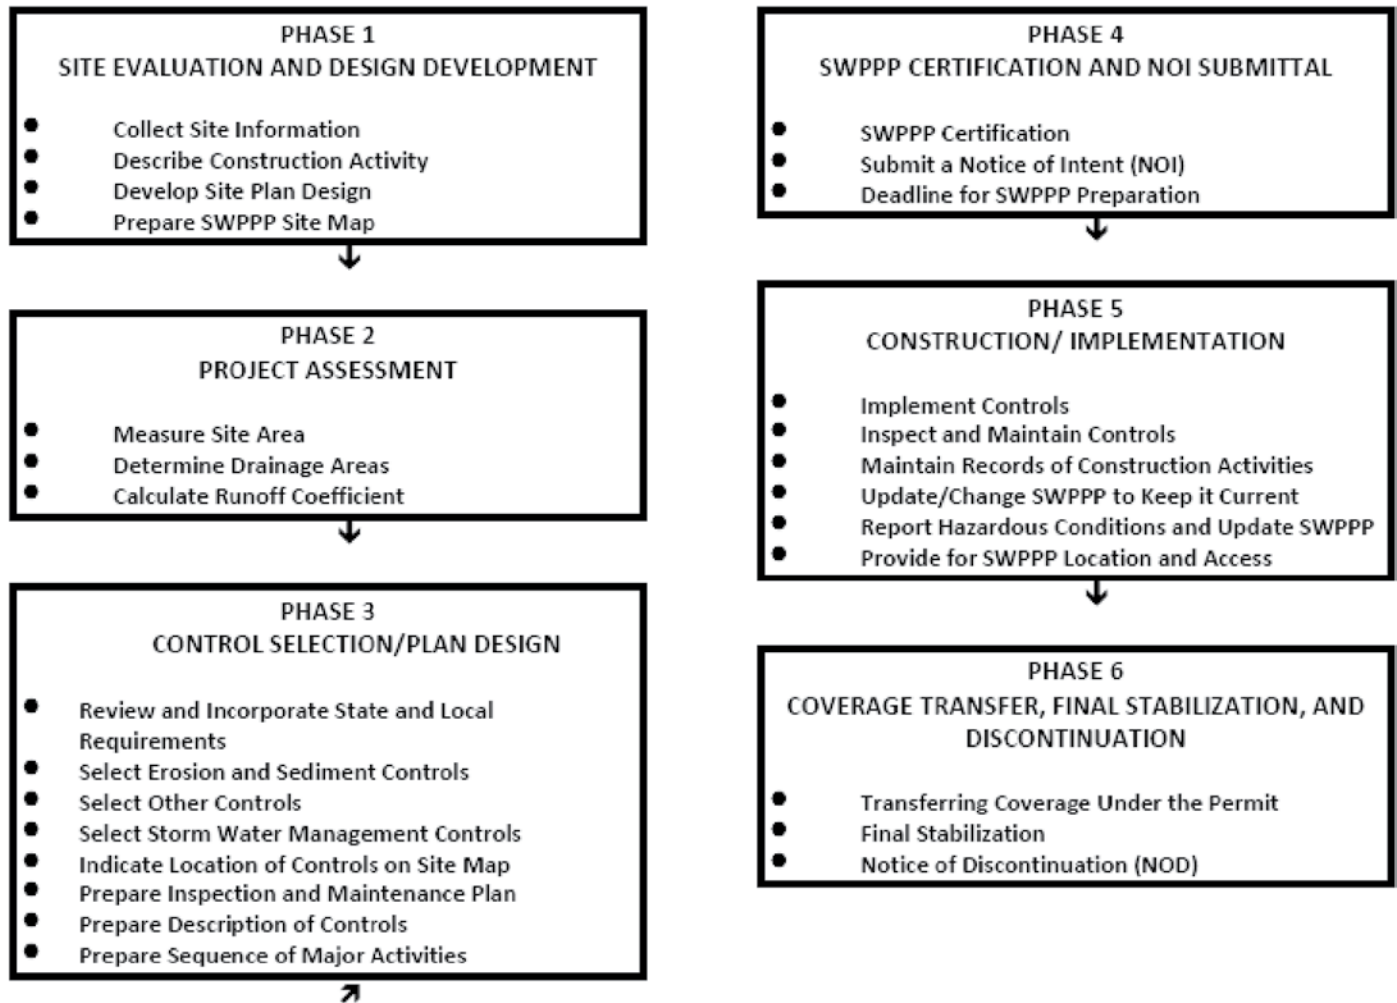 PHASE 1
SITE EVALUATION AND DESIGN DEVELOPMENT
Collect Site Information
Describe Construction Activity
Develop Site Plan Design
Prepare SWPPP Site Map
PHASE 2
PROJECT ASSESSMENT
Measure Site Area
Determine Drainage Areas
Calculate Runoff Coefficient
PHASE 3
CONTROL SELECTION/PLAN DESIGN
Review and Incorporate State and Local
Requirements
Select Erosion and Sediment Controls
Select Other Controls
Select Storm Water Management Controls
Indicate Location of Controls on Site Map
Prepare Inspection and Maintenance Plan
Prepare Description of Controls
Prepare Sequence of Major Activities
PHASE 4
SWPPP CERTIFICATION AND NOI SUBMITTAL
SWPPP Certification
Submit a Notice of Intent (NOI)
Deadline for SWPPP Preparation
PHASE 5
CONSTRUCTION/ IMPLEMENTATION
Implement Controls
Inspect and Maintain Controls
Maintain Records of Construction Activities
Update/Change SWPPP to Keep it Current
Report Hazardous Conditions and Update SWPPP
Provide for SWPPP Location and Access
PHASE 6
COVERAGE TRANSFER, FINAL STABILIZATION, AND
DISCONTINUATION
Transferring Coverage Under the Permit
Final Stabilization
Notice of Discontinuation (NOD)